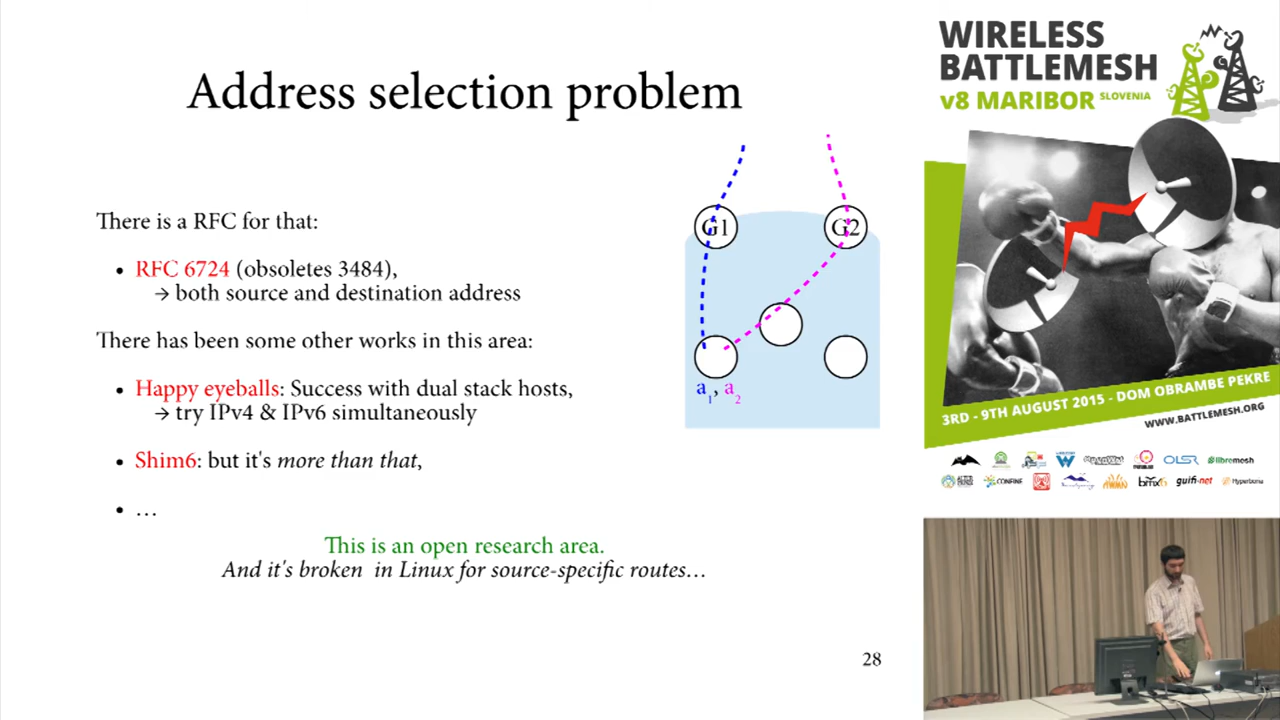 Address selection problem
There is a RFC for that:
• RFC 6724 (obsoletes 3484),
→ both source and destination address
There has been some other works in this area:
• Happy eyeballs: Success with dual stack hosts,
→ try IPv4 & IPv6 simultaneously
• Shim6: but it's more than that,
• …
This is an open research area.
And it's broken in Linux for source-specific routes…
28
G1
G2
a1, a2
WIRELESS
BATTLEMESH
v8 MARIBOR SLOVENIA
3RD - 9TH AUGUST 2015 - DOM OBRAMBE PEKRE
WWW.BATTLEMESH.ORG
OLSR
libremesh
CONFINE
bmx6
guifi·net
Hyperboria